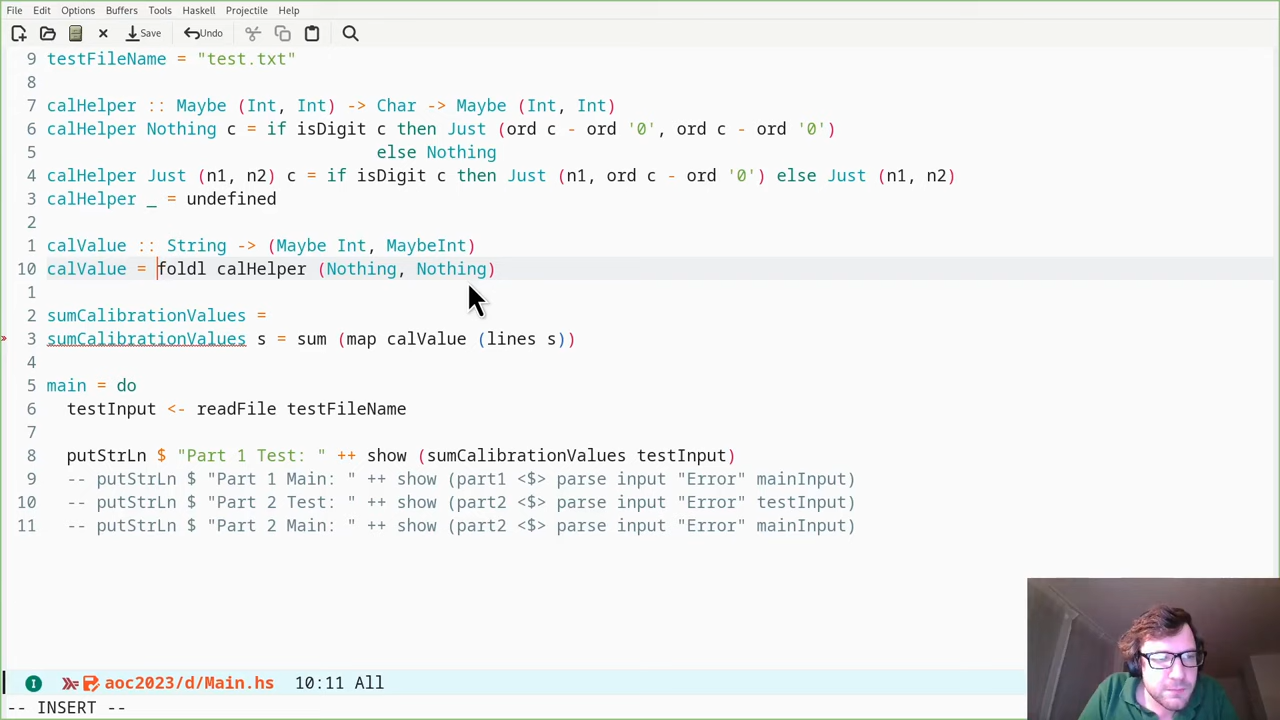 File Edit Options Buffers Tools Haskell Projectile Help
Save Undo
9 testFileName = "test.txt"
8
7 calHelper :: Maybe (Int, Int) -> Char -> Maybe (Int, Int)
6 calHelper Nothing c = if isDigit c then Just (ord c - ord '0', ord c - ord '0')
5 else Nothing
4 calHelper Just (n1, n2) c = if isDigit c then Just (n1, ord c - ord '0') else Just (n1, n2)
3 calHelper _ = undefined
2
1 calValue :: String -> (Maybe Int, MaybeInt)
10 calValue = foldl calHelper (Nothing, Nothing)
1
2 sumCalibrationValues =
3 sumCalibrationValues s = sum (map calValue (lines s))
4
5 main = do
6 testInput <- readFile testFileName
7
8 putStrLn $ "Part 1 Test: " ++ show (sumCalibrationValues testInput)
9 -- putStrLn $ "Part 1 Main: " ++ show (part1 <$> parse input "Error" mainInput)
10 -- putStrLn $ "Part 2 Test: " ++ show (part2 <$> parse input "Error" testInput)
11 -- putStrLn $ "Part 2 Main: " ++ show (part2 <$> parse input "Error" mainInput)
aoc2023/d/Main.hs 10:11 All
-- INSERT --